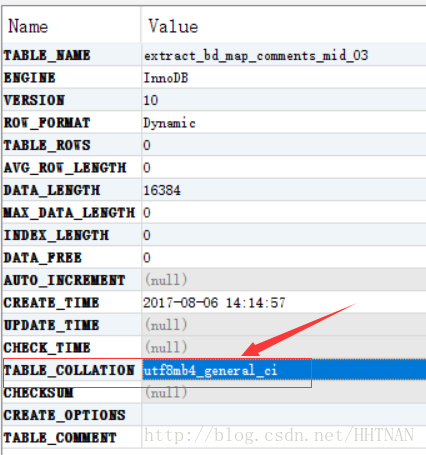 Name Value
TABLE_NAME extract_bd_map_comments_mid_03
ENGINE InnoDB
VERSION 10
ROW_FORMAT Dynamic
TABLE_ROWS 0
AVG_ROW_LENGTH 0
DATA_LENGTH 16384
MAX_DATA_LENGTH 0
INDEX_LENGTH 0
DATA_FREE 0
AUTO_INCREMENT (null)
CREATE_TIME 2017-08-06 14:14:57
UPDATE_TIME (null)
CHECK_TIME (null)
TABLE_COLLATION utf8mb4_general_ci
CHECKSUM (null)
CREATE_OPTIONS
TABLE_COMMENT
http://blog.csdn.net/HHTNAN